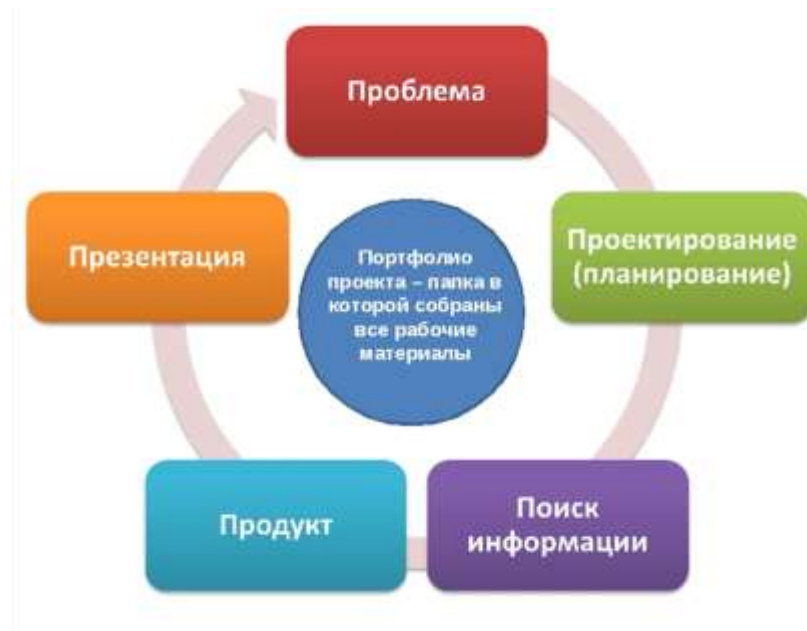 Проблема
Проектирование
(планирование)
Поиск
информации
Продукт
Презентация
Портфолио
проекта – папка в
которой собраны
все рабочие
материалы